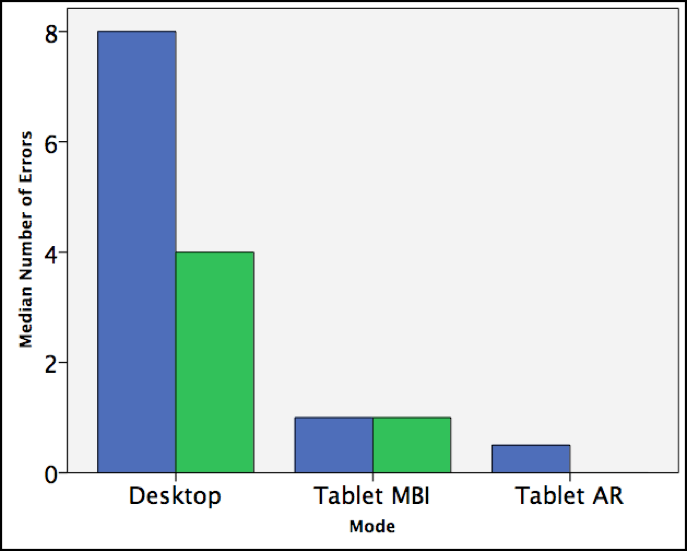 8
6
4
2
0
Median Number of Errors
Desktop
Tablet MBI
Tablet AR
Mode